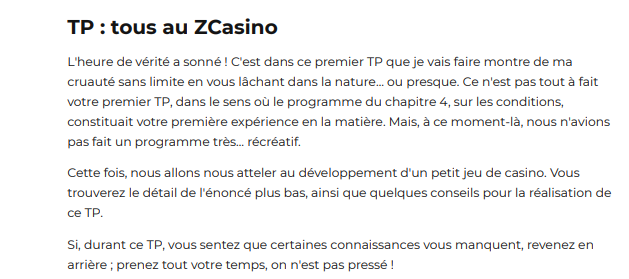 TP : tous au ZCasino
L'heure de vérité a sonné ! C'est dans ce premier TP que je vais faire montre de ma
cruauté sans limite en vous lâchant dans la nature... ou presque. Ce n'est pas tout à fait
votre premier TP, dans le sens où le programme du chapitre 4, sur les conditions,
constituait votre première expérience en la matière. Mais, à ce moment-là, nous n'avions
pas fait un programme très... récréatif.
Cette fois, nous allons nous atteler au développement d'un petit jeu de casino. Vous
trouverez le détail de l'énoncé plus bas, ainsi que quelques conseils pour la réalisation de
ce TP.
Si, durant ce TP, vous sentez que certaines connaissances vous manquent, revenez en
arrière ; prenez tout votre temps, on n'est pas pressé !